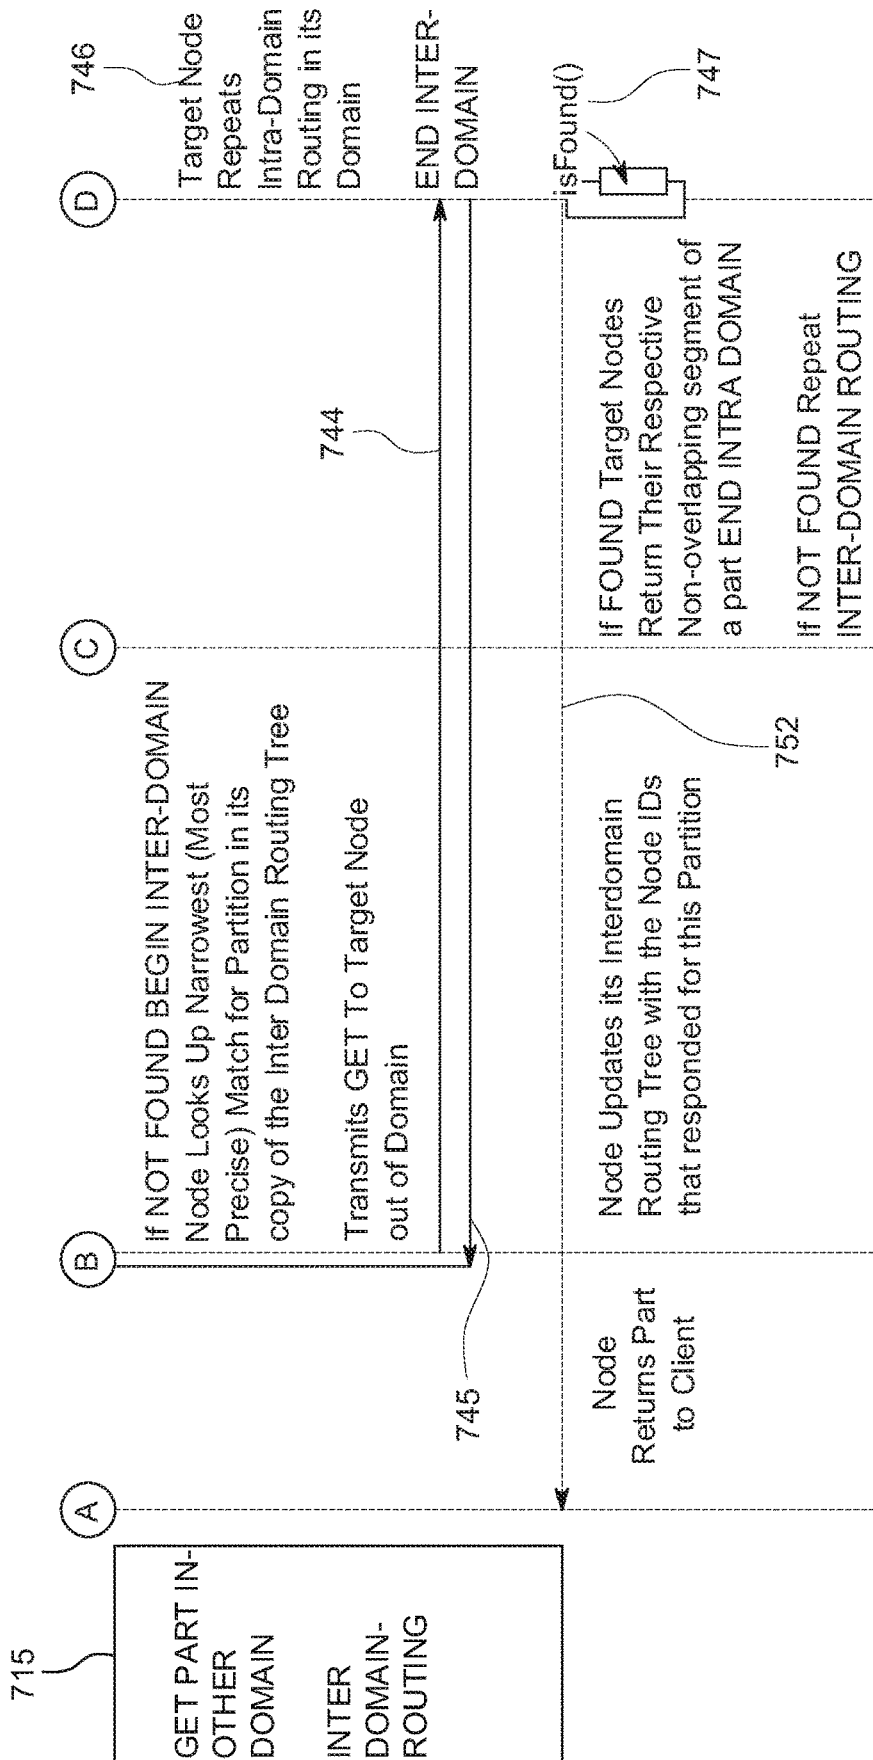 715
GET PART IN-
OTHER
DOMAIN
INTER
DOMAIN-
ROUTING
A
B
C
D
If NOT FOUND BEGIN INTER-DOMAIN
Node Looks Up Narrowest (Most
Precise) Match for Partition in its
copy of the Inter Domain Routing Tree
Transmits GET To Target Node
out of Domain
744
746
Target Node
Repeats
Intra-Domain
Routing in its
Domain
END INTER-
DOMAIN
745
Node
Returns Part
to Client
Node Updates its Interdomain
Routing Tree with the Node IDs
that responded for this Partition
752
If FOUND Target Nodes
Return Their Respective
Non-overlapping segment of
a part END INTRA DOMAIN
If NOT FOUND Repeat
INTER-DOMAIN ROUTING
isFound()
747